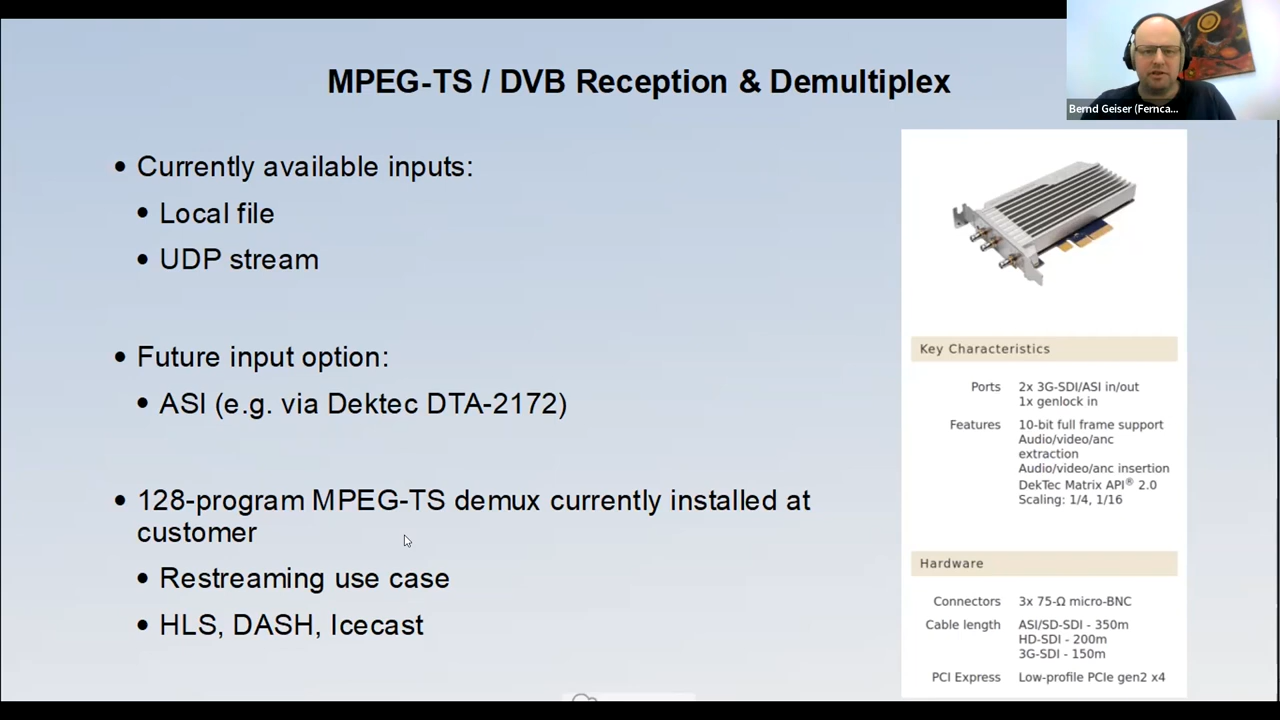 MPEG-TS / DVB Reception & Demultiplex
Bernd Geiser (Fernca...
• Currently available inputs:
• Local file
• UDP stream
• Future input option:
• ASI (e.g. via Dektec DTA-2172)
• 128-program MPEG-TS demux currently installed at
customer
• Restreaming use case
• HLS, DASH, Icecast
Key Characteristics
Ports 2x 3G-SDI/ASI in/out
1x genlock in
Features 10-bit full frame support
Audio/video/anc
extraction
Audio/video/anc insertion
DekTec Matrix API® 2.0
Scaling: 1/4, 1/16
Hardware
Connectors 3x 75-Ω micro-BNC
Cable length ASI/SD-SDI - 350m
HD-SDI - 200m
3G-SDI - 150m
PCI Express Low-profile PCIe gen2 x4